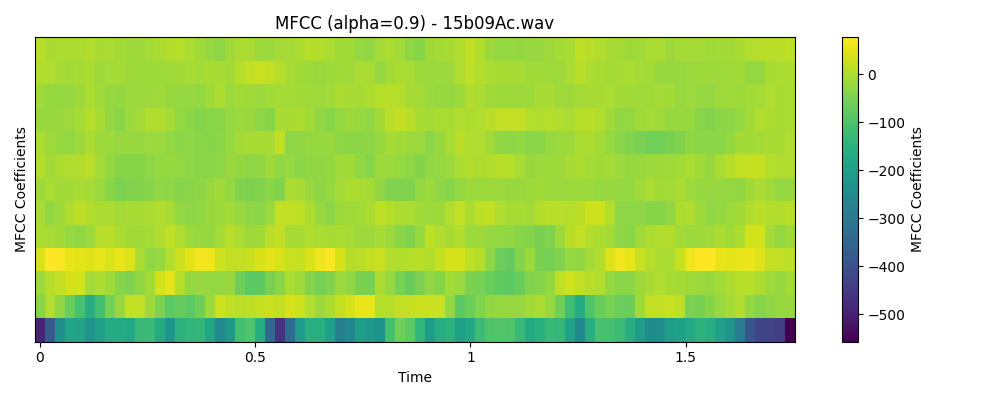 MFCC (alpha=0.9) - 15b09Ac.wav
MFCC Coefficients
0
0.5
1
1.5
Time
0
−100
−200
−300
−400
−500
MFCC Coefficients